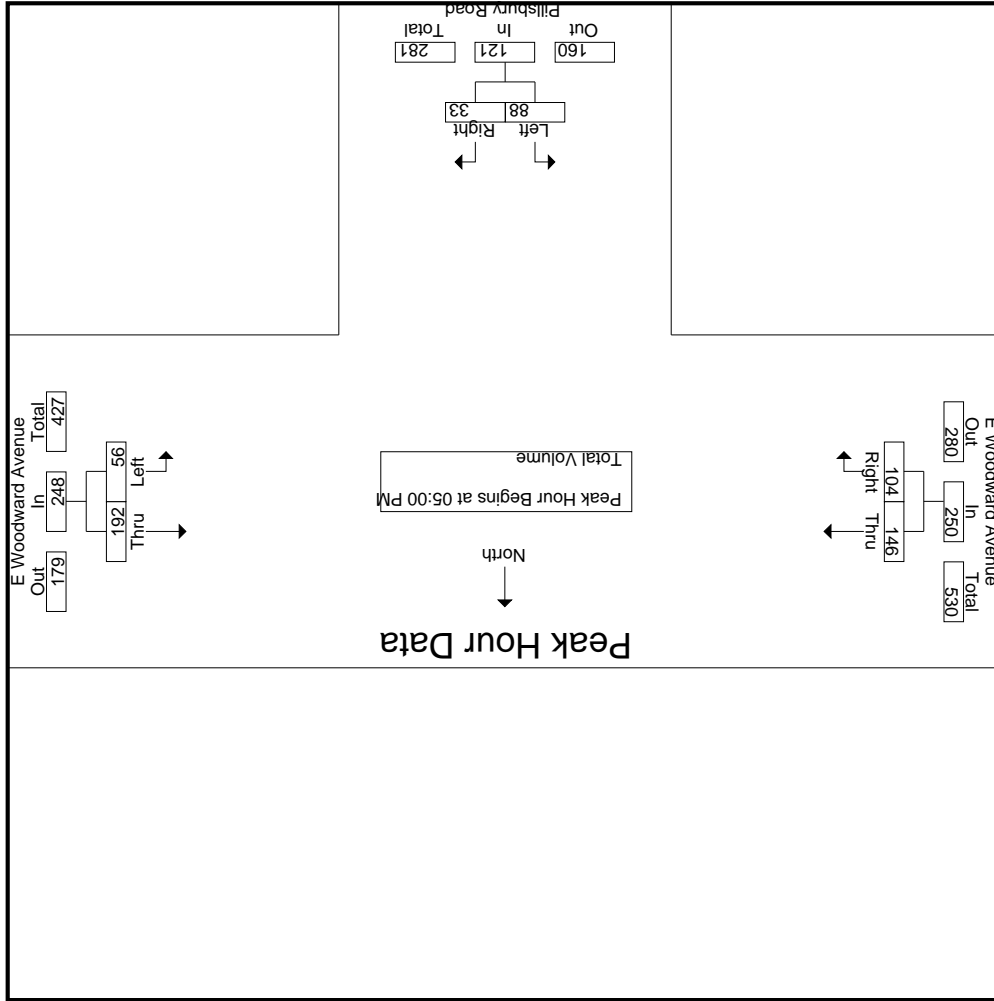 Pillsbury Road
Out In Total
160 121 281
88 33
Left Right
E Woodward Avenue
Total In Out
427 248 179
56 192
Left Thru
Total Volume
Peak Hour Begins at 05:00 PM
North
Peak Hour Data
104 146
Right Thru
280 250 530
Out In Total
E Woodward Avenue